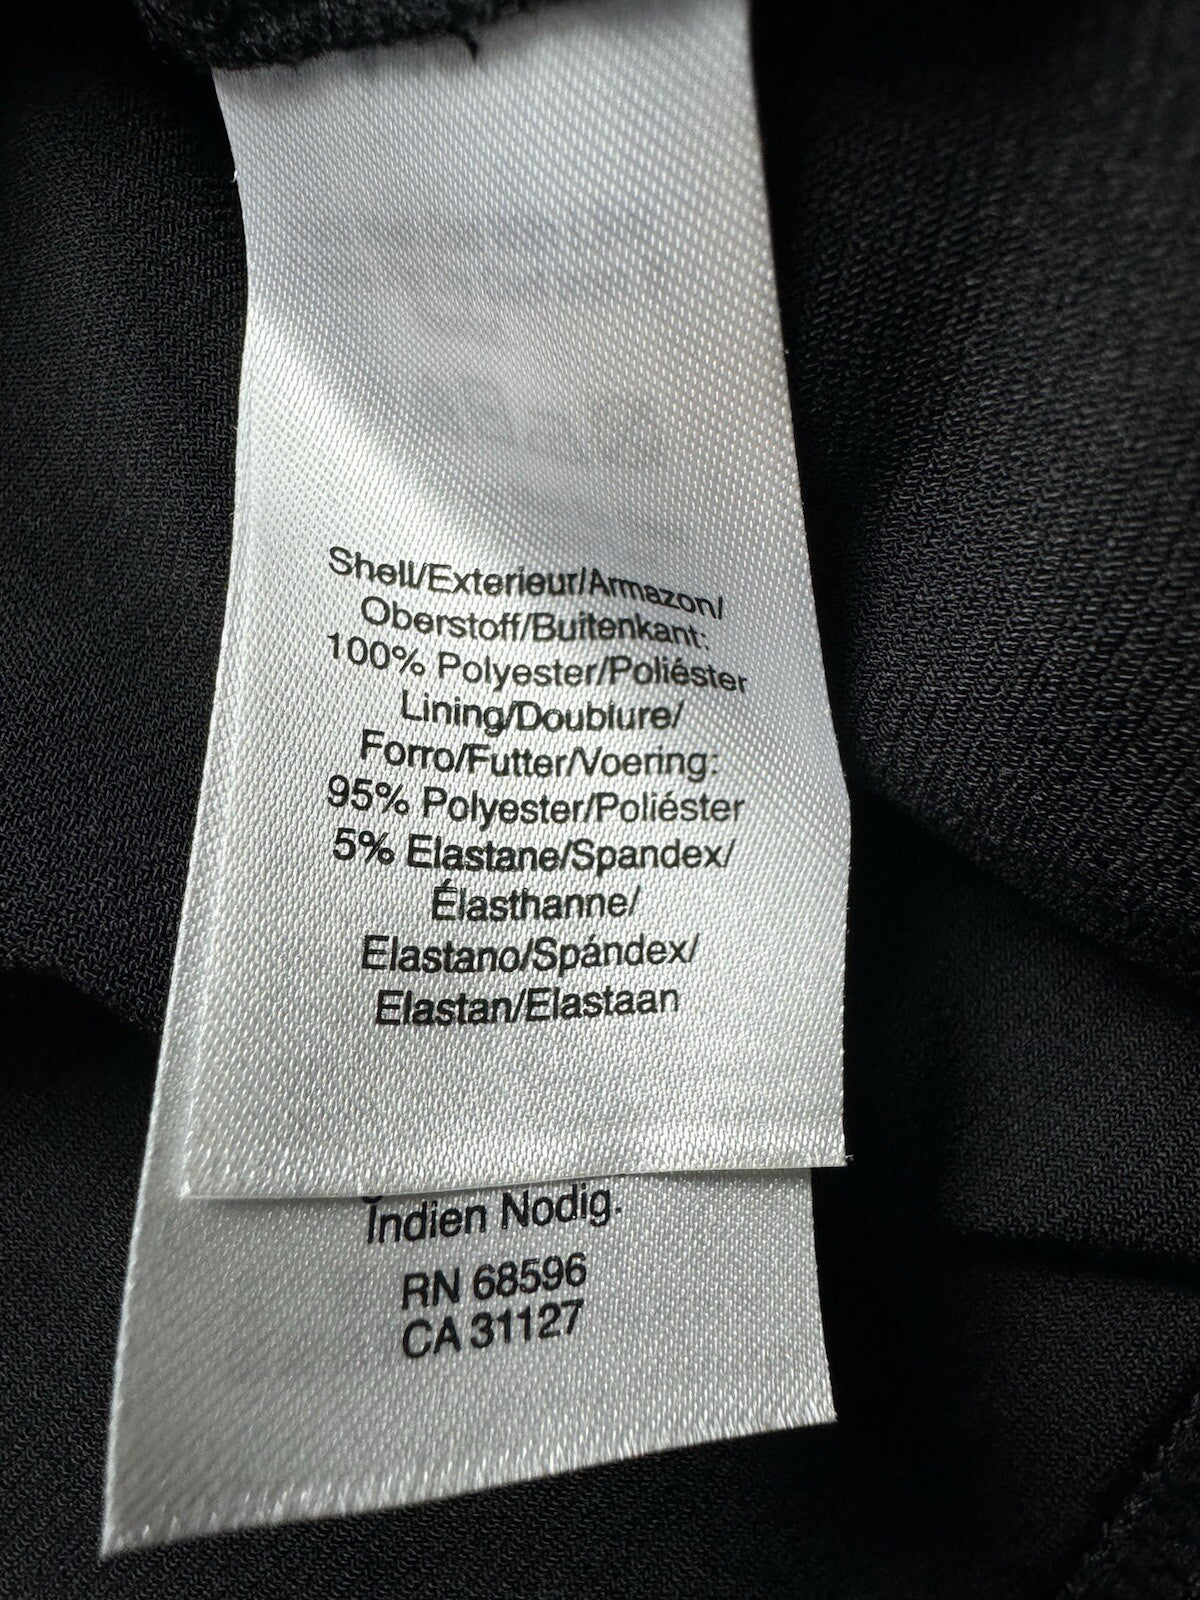 Shell/Exterieur/Armazon/
Oberstoff/Buitenkant:
100% Polyester/Poliéster
Lining/Doublure/
Forro/Futter/Voering:
95% Polyester/Poliéster
5% Elastane/Spandex/
Élasthanne/
Elastano/Spándex/
Elastan/Elastaan
Indien Nodig.
RN 68596
CA 31127